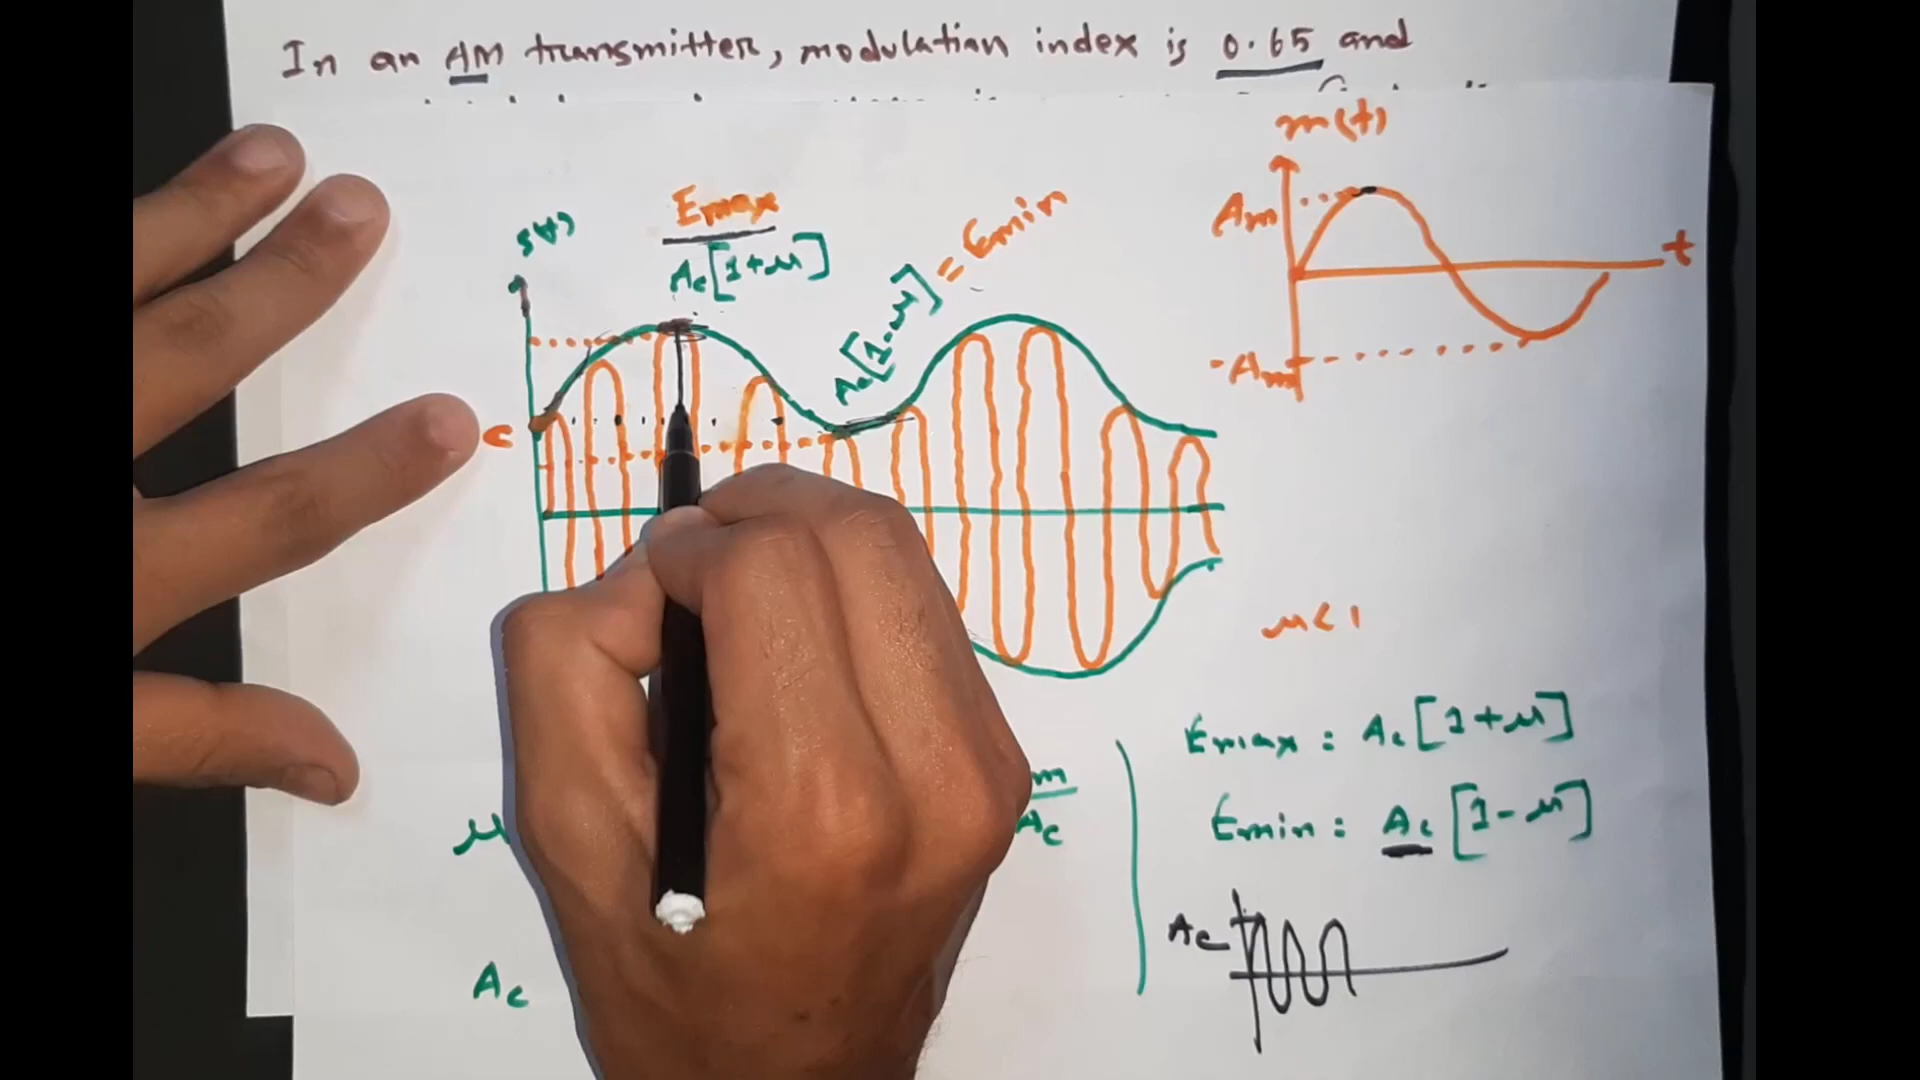 In an AM transmitter, modulation index is 0.65 and
m(t)
Emax
Ac[1+μ]
Ac[1-μ] = Emin
Am
t
-Am
c
μ<1
Emax : Ac[1+μ]
Emin : Ac[1-μ]
μ
m
Ac
Ac
Ac